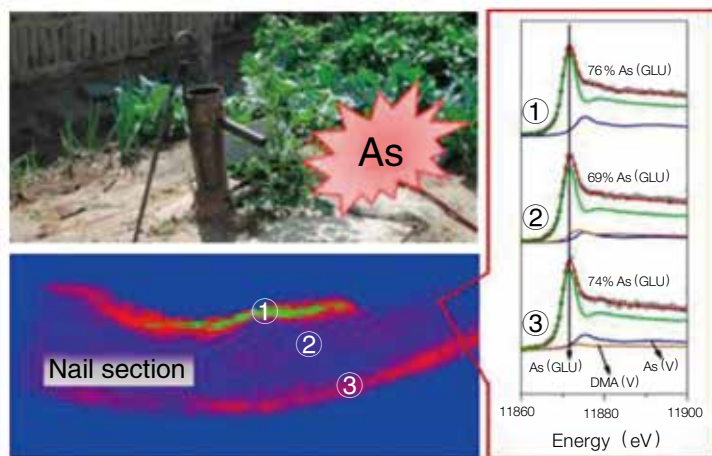 As
①
②
Nail section
③
76% As (GLU)
①
69% As (GLU)
②
74% As (GLU)
③
As (GLU)
DMA (V)
As (V)
11860
11880
11900
Energy (eV)